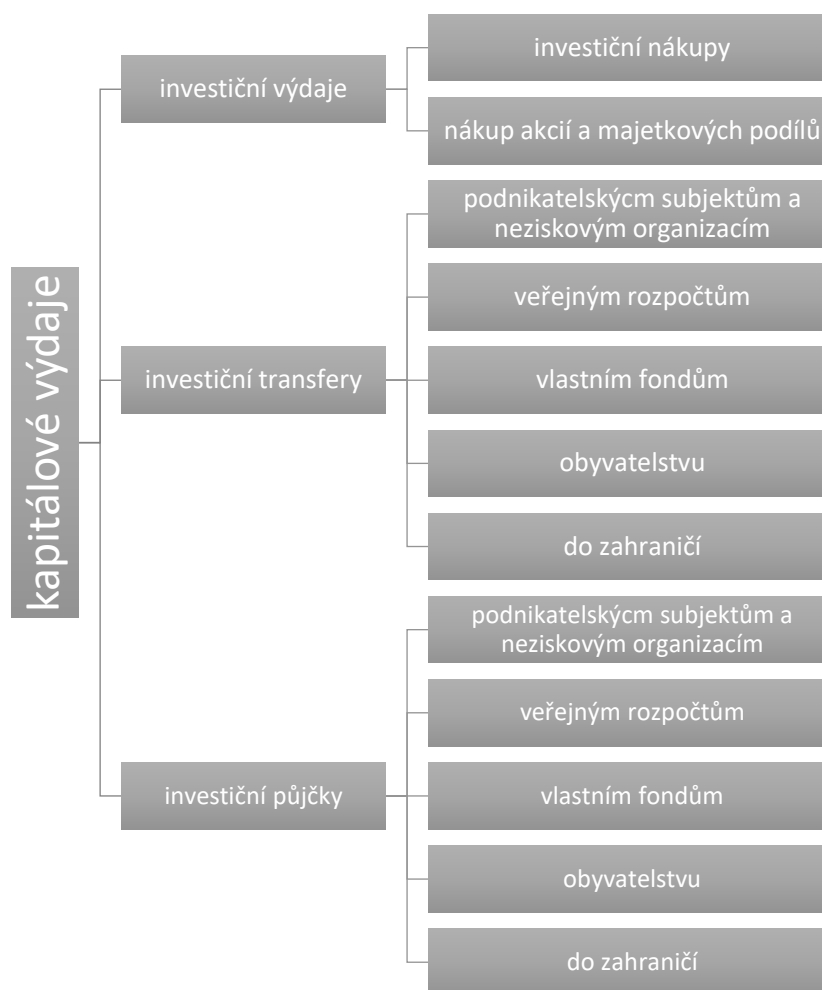 kapitálové výdaje
investiční výdaje
investiční nákupy
nákup akcií a majetkových podílů
investiční transfery
podnikatelskýcm subjektům a
neziskovým organizacím
veřejným rozpočtům
vlastním fondům
obyvatelstvu
do zahraničí
investiční půjčky
podnikatelskýcm subjektům a
neziskovým organizacím
veřejným rozpočtům
vlastním fondům
obyvatelstvu
do zahraničí